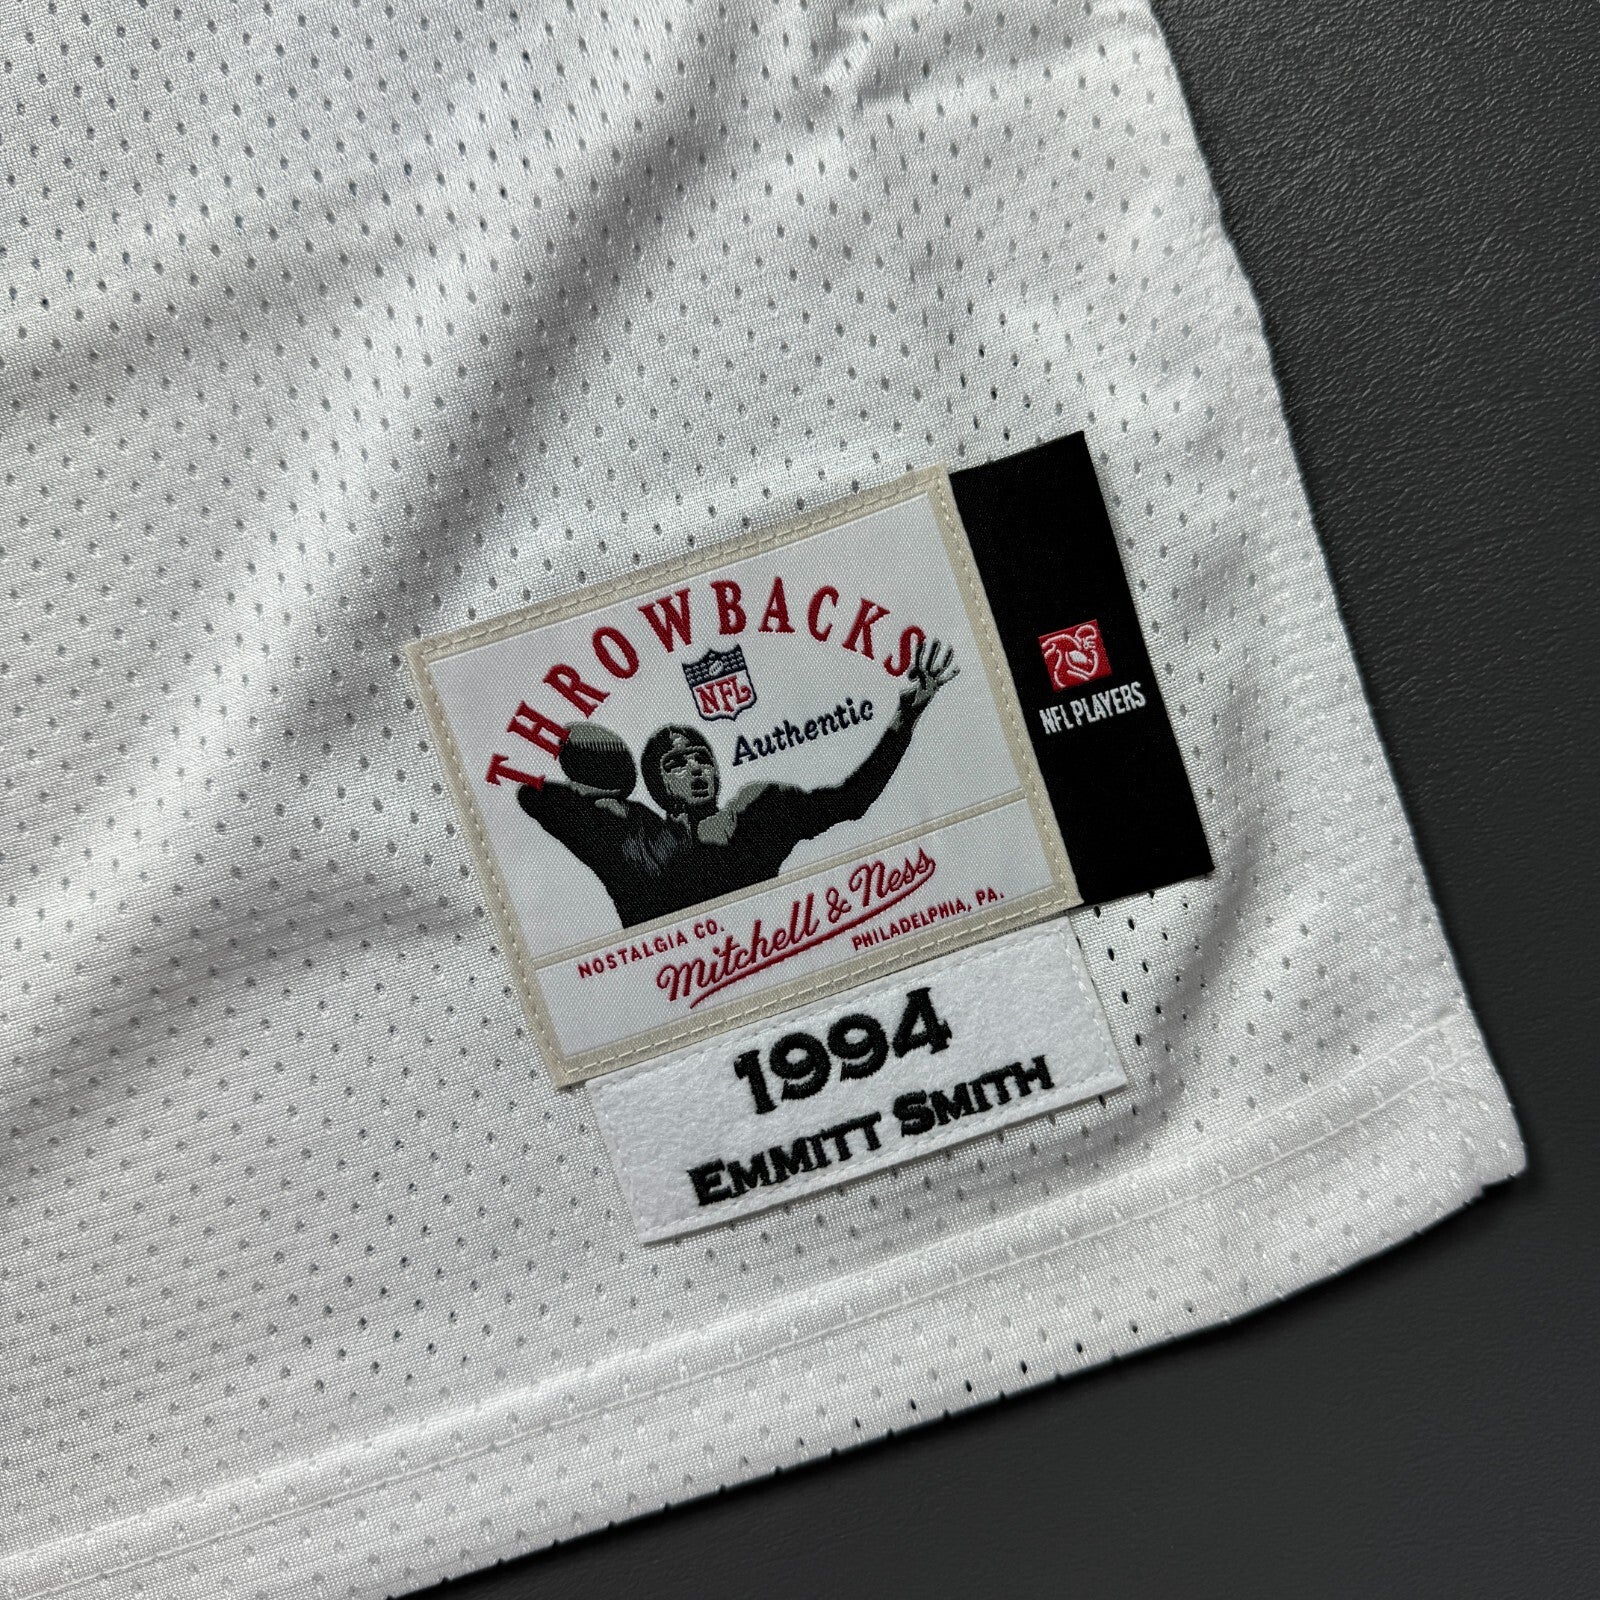 THROWBACKS
NFL
Authentic
NFL PLAYERS
NOSTALGIA CO.
Mitchell & Ness
PHILADELPHIA, PA.
1994
EMMITT SMITH